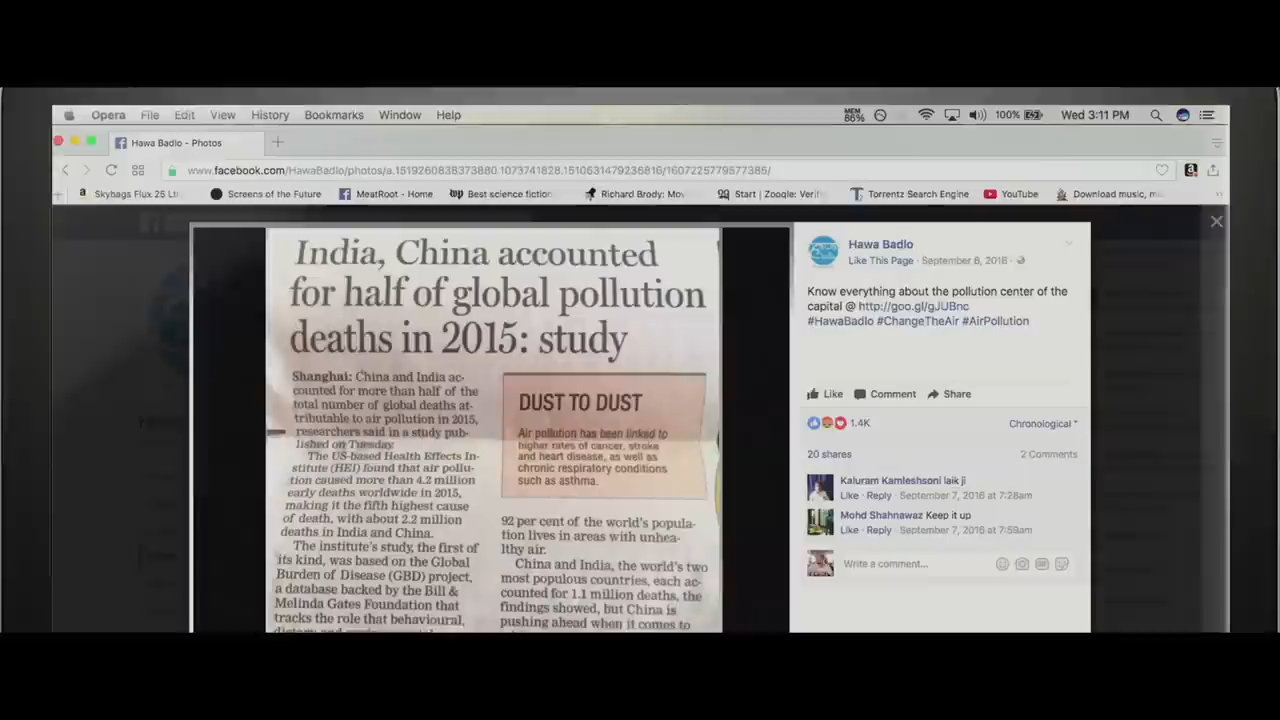 Opera File Edit View History Bookmarks Window Help
MEM 86% 100% Wed 3:11 PM
Hawa Badlo - Photos
www.facebook.com/HawaBadlo/photos/a.1519260838373880.1073741828.1510631479236816/1607225779577385/
Skybags Flux 25 Lt Screens of the Future MeatRoot - Home Best science fiction Richard Brody: Mov Start | Zooqle: Verifi Torrentz Search Engine YouTube Download music, m
India, China accounted
for half of global pollution
deaths in 2015: study
Shanghai: China and India ac-
counted for more than half of the
total number of global deaths at-
tributable to air pollution in 2015,
researchers said in a study pub-
lished on Tuesday.
The US-based Health Effects In-
stitute (HEI) found that air pollu-
tion caused more than 4.2 million
early deaths worldwide in 2015,
making it the fifth highest cause
of death, with about 2.2 million
deaths in India and China.
The institute's study, the first of
its kind, was based on the Global
Burden of Disease (GBD) project,
a database backed by the Bill &
Melinda Gates Foundation that
tracks the role that behavioural,
DUST TO DUST
Air pollution has been linked to
higher rates of cancer, stroke
and heart disease, as well as
chronic respiratory conditions
such as asthma.
92 per cent of the world's popula-
tion lives in areas with unhea-
lthy air.
China and India, the world's two
most populous countries, each ac-
counted for 1.1 million deaths, the
findings showed, but China is
pushing ahead when it comes to
Hawa Badlo
Like This Page · September 6, 2016 ·
Know everything about the pollution center of the
capital @ http://goo.gl/gJUBnc
#HawaBadlo #ChangeTheAir #AirPollution
Like Comment Share
1.4K Chronological
20 shares 2 Comments
Kaluram Kamleshsoni laik ji
Like · Reply · September 7, 2016 at 7:28am
Mohd Shahnawaz Keep it up
Like · Reply · September 7, 2016 at 7:59am
Write a comment...